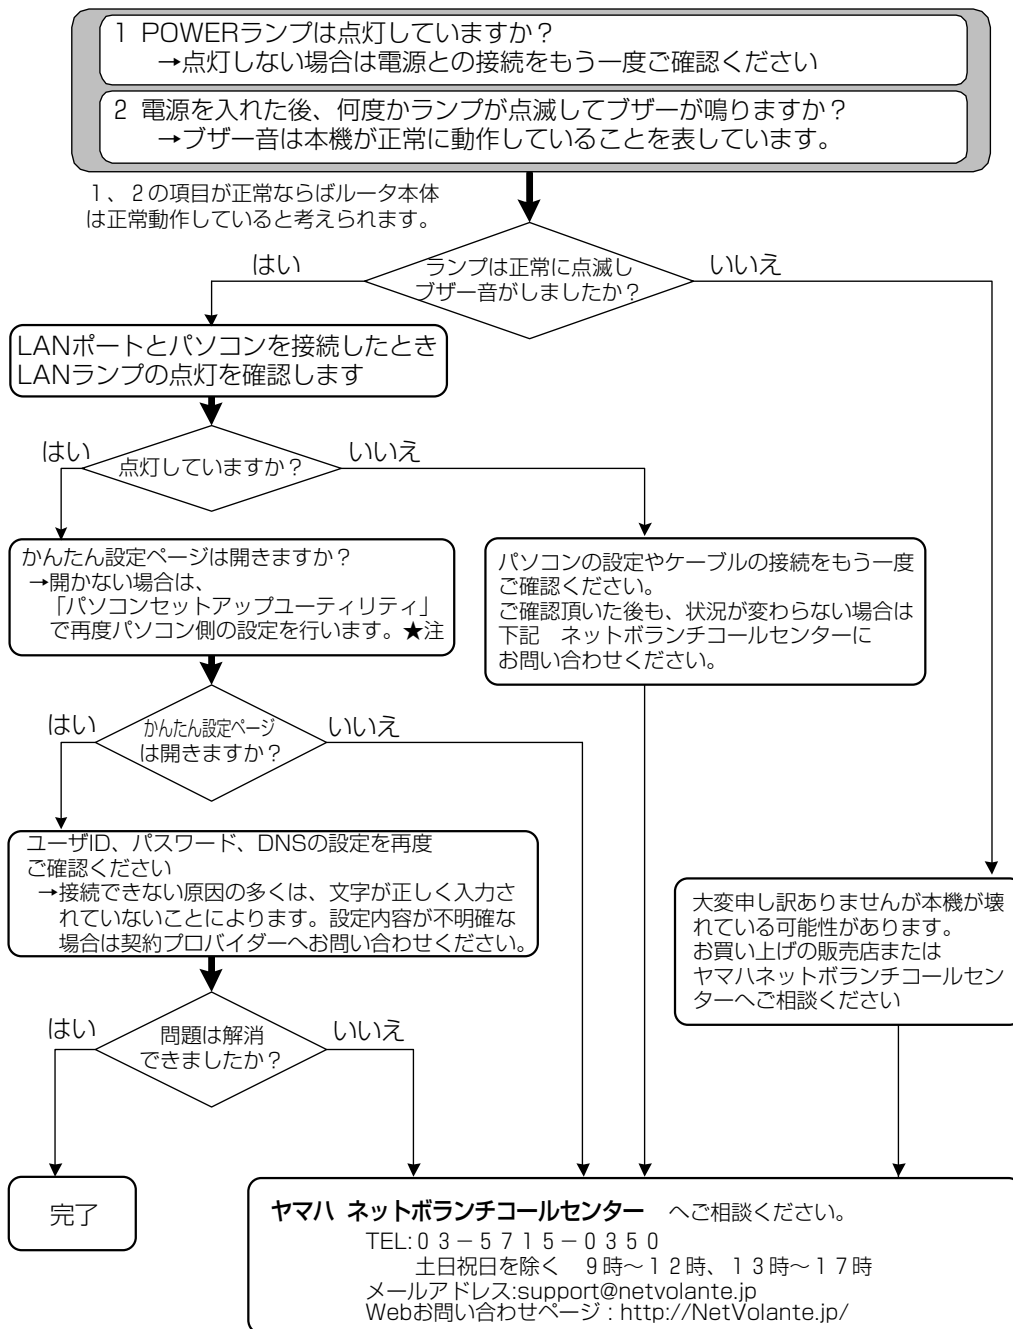 1 POWERランプは点灯していますか？
→点灯しない場合は電源との接続をもう一度ご確認ください
2 電源を入れた後、何度かランプが点滅してブザーが鳴りますか？
→ブザー音は本機が正常に動作していることを表しています。
１、２の項目が正常ならばルータ本体
は正常動作していると考えられます。
はい
ランプは正常に点滅し
ブザー音がしましたか？
いいえ
LANポートとパソコンを接続したとき
LANランプの点灯を確認します
はい
点灯していますか？
いいえ
かんたん設定ページは開きますか？
→開かない場合は、
「パソコンセットアップユーティリティ」
で再度パソコン側の設定を行います。★注
パソコンの設定やケーブルの接続をもう一度
ご確認ください。
ご確認頂いた後も、状況が変わらない場合は
下記　ネットボランチコールセンターに
お問い合わせください。
はい
かんたん設定ページ
は開きますか？
いいえ
ユーザID、パスワード、DNSの設定を再度
ご確認ください
→接続できない原因の多くは、文字が正しく入力さ
れていないことによります。設定内容が不明確な
場合は契約プロバイダーへお問い合わせください。
大変申し訳ありませんが本機が壊
れている可能性があります。
お買い上げの販売店または
ヤマハネットボランチコールセン
ターへご相談ください
はい
問題は解消
できましたか？
いいえ
完了
ヤマハ ネットボランチコールセンター　へご相談ください。
TEL:０３－５７１５－０３５０
土日祝日を除く　９時～１２時、１３時～１７時
メールアドレス:support@netvolante.jp
Webお問い合わせページ : http://NetVolante.jp/